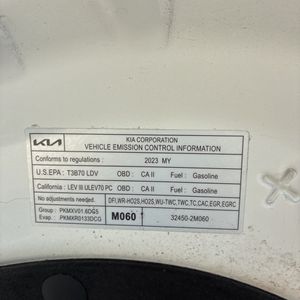 KIA KIA CORPORATION
VEHICLE EMISSION CONTROL INFORMATION
Conforms to regulations : 2023 MY
U.S.EPA : T3B70 LDV OBD : CA II Fuel : Gasoline
California : LEV III ULEV70 PC OBD : CA II Fuel : Gasoline
No adjustments needed. DFI,WR-HO2S,HO2S,WU-TWC,TWC,TC,CAC,EGR,EGRC
Group : PKMXV01.6DG5 M060 32450-2M060
Evap. : PKMXR0133DCG